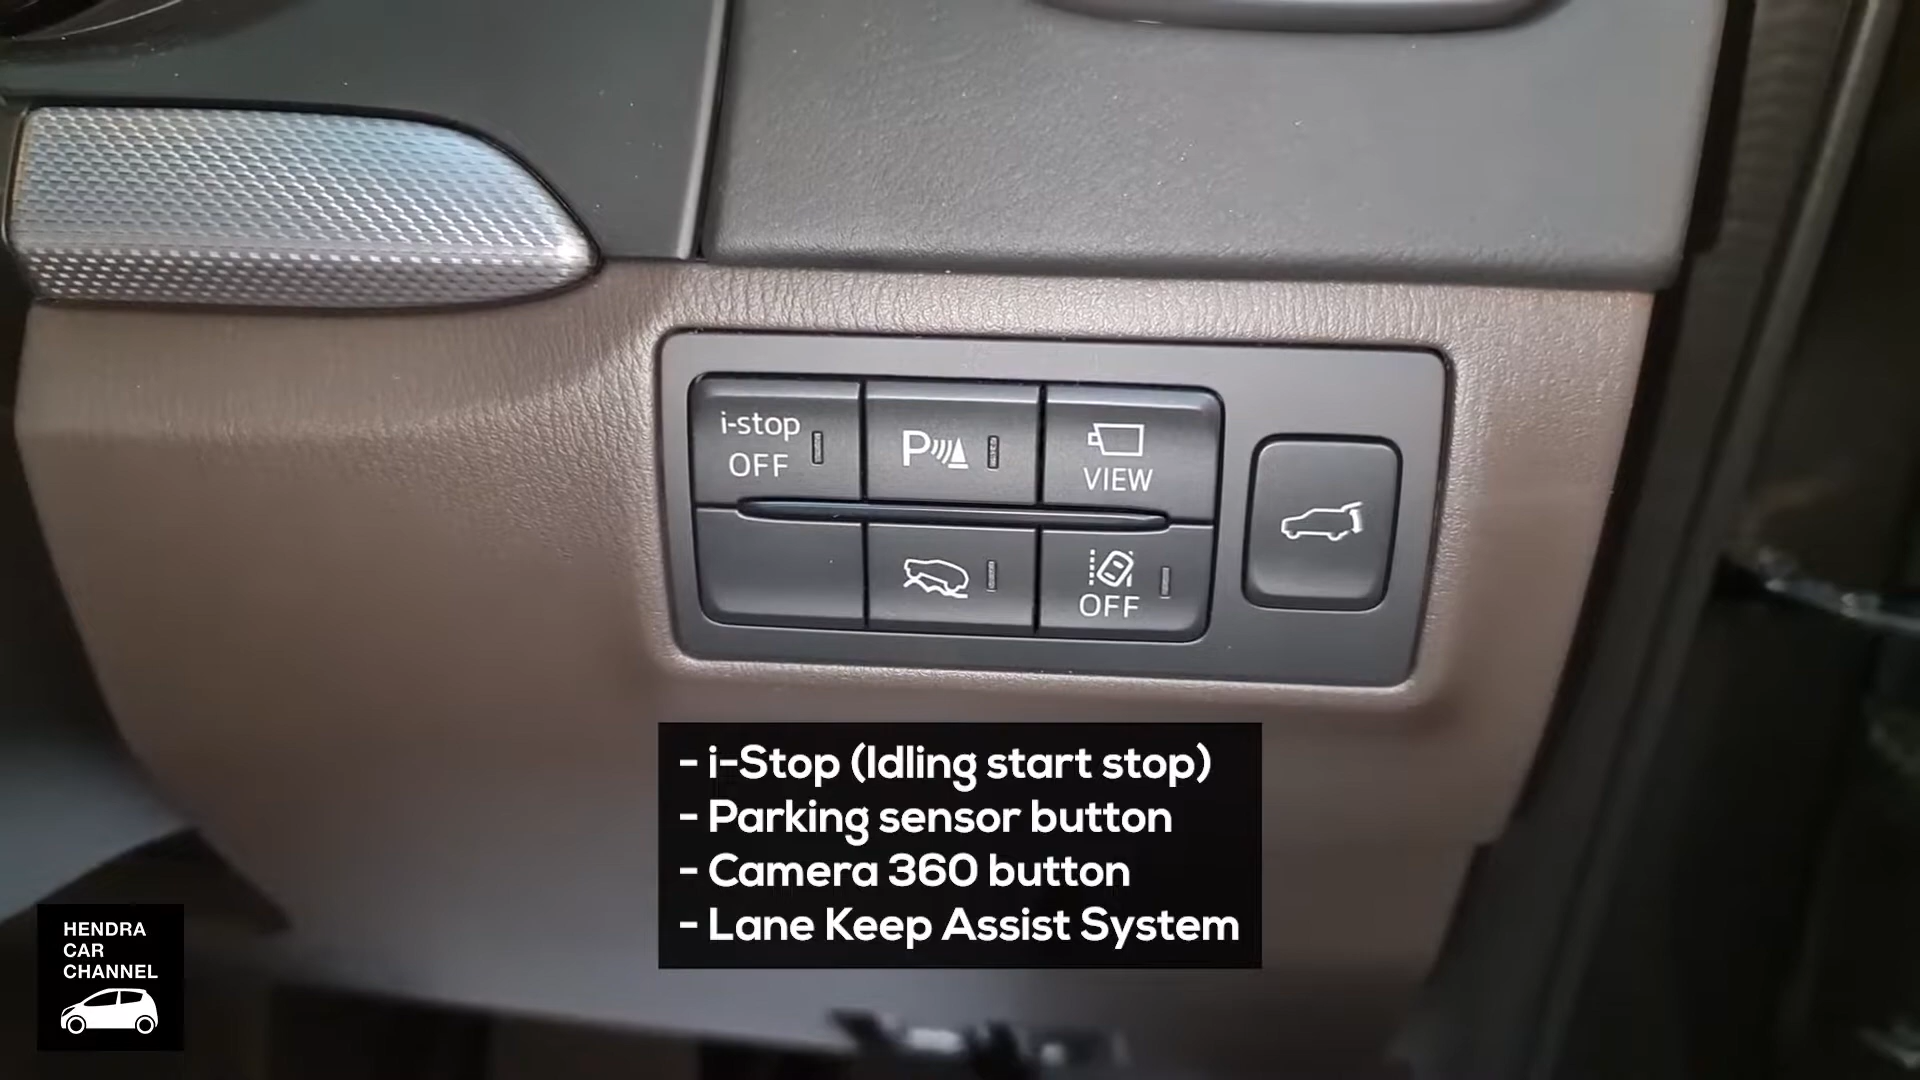 i-stop
OFF
P
VIEW
OFF
- i-Stop (Idling start stop)
- Parking sensor button
- Camera 360 button
- Lane Keep Assist System
HENDRA
CAR
CHANNEL